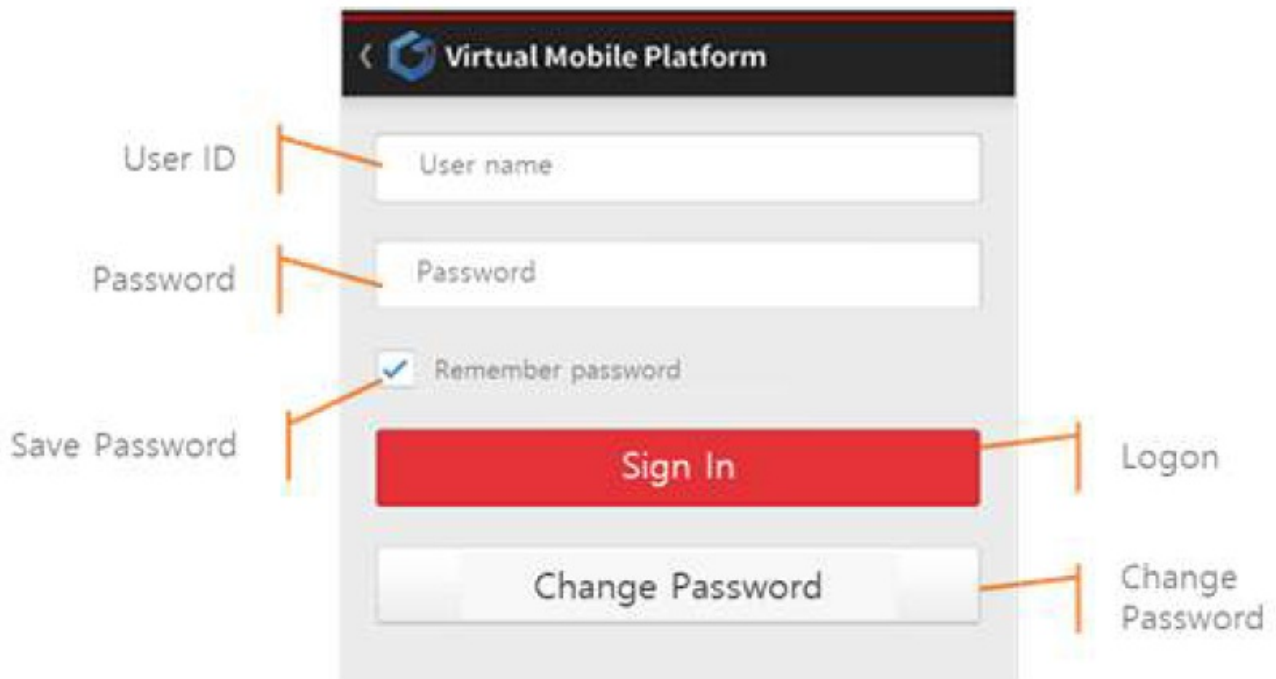 Virtual Mobile Platform
User ID
User name
Password
Password
Remember password
Save Password
Sign In
Logon
Change Password
Change
Password